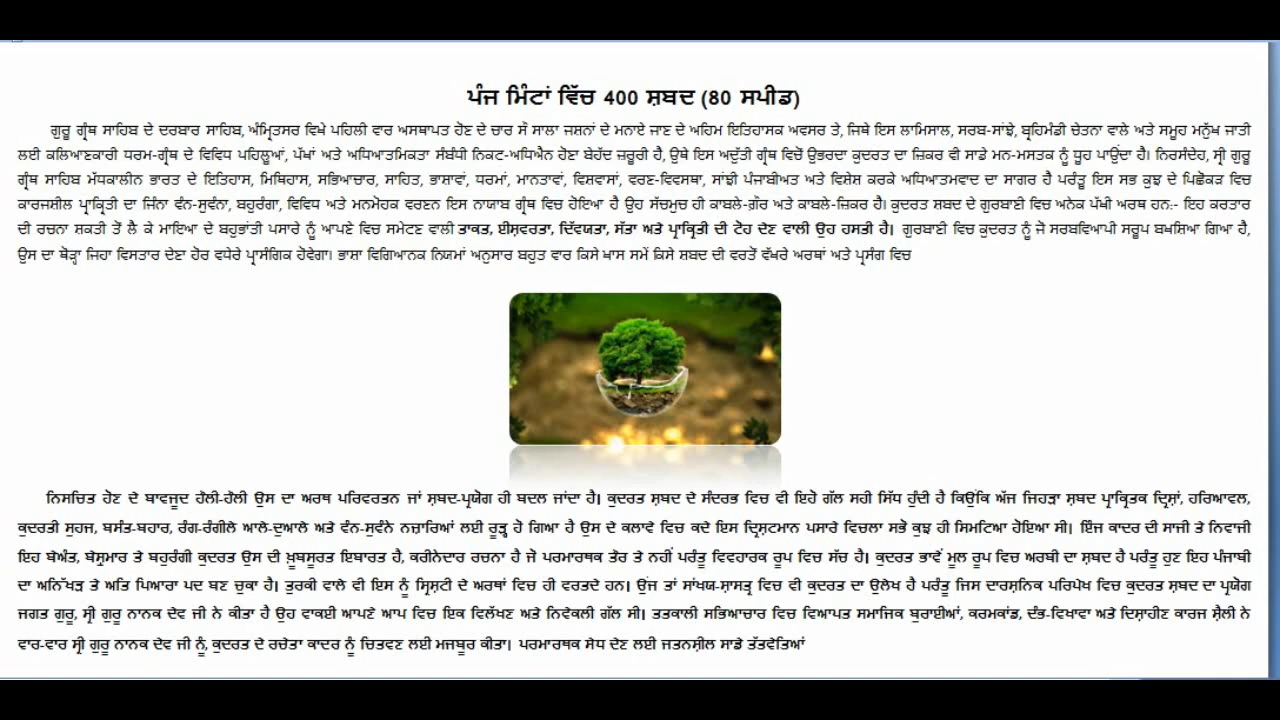 ਪੰਜ ਮਿੰਟਾਂ ਵਿੱਚ 400 ਸ਼ਬਦ (80 ਸਪੀਡ)
ਗੁਰੂ ਗ੍ਰੰਥ ਸਾਹਿਬ ਦੇ ਦਰਬਾਰ ਸਾਹਿਬ, ਅੰਮ੍ਰਿਤਸਰ ਵਿਖੇ ਪਹਿਲੀ ਵਾਰ ਅਸਥਾਪਤ ਹੋਣ ਦੇ ਚਾਰ ਸੌ ਸਾਲਾ ਜਸ਼ਨਾਂ ਦੇ ਮਨਾਏ ਜਾਣ ਦੇ ਅਹਿਮ ਇਤਿਹਾਸਕ ਅਵਸਰ ਤੇ, ਜਿਥੇ ਇਸ ਲਾਮਿਸਾਲ, ਸਰਬ-ਸਾਂਝੇ, ਬ੍ਰਹਿਮੰਡੀ ਚੇਤਨਾ ਵਾਲੇ ਅਤੇ ਸਮੂਹ ਮਨੁੱਖ ਜਾਤੀ
ਲਈ ਕਲਿਆਣਕਾਰੀ ਧਰਮ-ਗ੍ਰੰਥ ਦੇ ਵਿਵਿਧ ਪਹਿਲੂਆਂ, ਪੱਖਾਂ ਅਤੇ ਅਧਿਆਤਮਿਕਤਾ ਸੰਬੰਧੀ ਨਿਕਟ-ਅਧਿਐਨ ਹੋਣਾ ਬੇਹੱਦ ਜ਼ਰੂਰੀ ਹੈ, ਉਥੇ ਇਸ ਅਦੁੱਤੀ ਗ੍ਰੰਥ ਵਿਚੋਂ ਉਭਰਦਾ ਕੁਦਰਤ ਦਾ ਜ਼ਿਕਰ ਵੀ ਸਾਡੇ ਮਨ-ਮਸਤਕ ਨੂੰ ਧੂਹ ਪਾਉਂਦਾ ਹੈ। ਨਿਰਸੰਦੇਹ, ਸ੍ਰੀ ਗੁਰੂ
ਗ੍ਰੰਥ ਸਾਹਿਬ ਮੱਧਕਾਲੀਨ ਭਾਰਤ ਦੇ ਇਤਿਹਾਸ, ਮਿਥਿਹਾਸ, ਸਭਿਆਚਾਰ, ਸਾਹਿਤ, ਭਾਸ਼ਾਵਾਂ, ਧਰਮਾਂ, ਮਾਨਤਾਵਾਂ, ਵਿਸ਼ਵਾਸਾਂ, ਵਰਣ-ਵਿਵਸਥਾ, ਸਾਂਝੀ ਪੰਜਾਬੀਅਤ ਅਤੇ ਵਿਸ਼ੇਸ਼ ਕਰਕੇ ਅਧਿਆਤਮਵਾਦ ਦਾ ਸਾਗਰ ਹੈ ਪਰੰਤੂ ਇਸ ਸਭ ਕੁਝ ਦੇ ਪਿਛੋਕੜ ਵਿਚ
ਕਾਰਜਸ਼ੀਲ ਪ੍ਰਾਕ੍ਰਿਤੀ ਦਾ ਜਿੰਨਾ ਵੰਨ-ਸੁਵੰਨਾ, ਬਹੁਰੰਗਾ, ਵਿਵਿਧ ਅਤੇ ਮਨਮੋਹਕ ਵਰਣਨ ਇਸ ਨਾਯਾਬ ਗ੍ਰੰਥ ਵਿਚ ਹੋਇਆ ਹੈ ਉਹ ਸੱਚਮੁਚ ਹੀ ਕਾਬਲੇ-ਗ਼ੌਰ ਅਤੇ ਕਾਬਲੇ-ਜ਼ਿਕਰ ਹੈ। ਕੁਦਰਤ ਸ਼ਬਦ ਦੇ ਗੁਰਬਾਣੀ ਵਿਚ ਅਨੇਕ ਪੱਖੀ ਅਰਥ ਹਨ:- ਇਹ ਕਰਤਾਰ
ਦੀ ਰਚਨਾ ਸ਼ਕਤੀ ਤੋਂ ਲੈ ਕੇ ਮਾਇਆ ਦੇ ਬਹੁਭਾਂਤੀ ਪਸਾਰੇ ਨੂੰ ਆਪਣੇ ਵਿਚ ਸਮੇਟਣ ਵਾਲੀ ਤਾਕਤ, ਈਸ਼ਵਰਤਾ, ਦਿੱਵਯਤਾ, ਸੱਤਾ ਅਤੇ ਪ੍ਰਾਕ੍ਰਿਤੀ ਦੀ ਟੋਹ ਦੇਣ ਵਾਲੀ ਉਹ ਹਸਤੀ ਹੈ। ਗੁਰਬਾਣੀ ਵਿਚ ਕੁਦਰਤ ਨੂੰ ਜੋ ਸਰਬਵਿਆਪੀ ਸਰੂਪ ਬਖਸ਼ਿਆ ਗਿਆ ਹੈ,
ਉਸ ਦਾ ਥੋੜ੍ਹਾ ਜਿਹਾ ਵਿਸਤਾਰ ਦੇਣਾ ਹੋਰ ਵਧੇਰੇ ਪ੍ਰਾਸੰਗਿਕ ਹੋਵੇਗਾ। ਭਾਸ਼ਾ ਵਿਗਿਆਨਕ ਨਿਯਮਾਂ ਅਨੁਸਾਰ ਬਹੁਤ ਵਾਰ ਕਿਸੇ ਖਾਸ ਸਮੇਂ ਕਿਸੇ ਸ਼ਬਦ ਦੀ ਵਰਤੋਂ ਵੱਖਰੇ ਅਰਥਾਂ ਅਤੇ ਪ੍ਰਸੰਗ ਵਿਚ
ਨਿਸਚਿਤ ਹੋਣ ਦੇ ਬਾਵਜੂਦ ਹੌਲੀ-ਹੌਲੀ ਉਸ ਦਾ ਅਰਥ ਪਰਿਵਰਤਨ ਜਾਂ ਸ਼ਬਦ-ਪ੍ਰਯੋਗ ਹੀ ਬਦਲ ਜਾਂਦਾ ਹੈ। ਕੁਦਰਤ ਸ਼ਬਦ ਦੇ ਸੰਦਰਭ ਵਿਚ ਵੀ ਇਹੋ ਗੱਲ ਸਹੀ ਸਿੱਧ ਹੁੰਦੀ ਹੈ ਕਿਉਂਕਿ ਅੱਜ ਜਿਹੜਾ ਸ਼ਬਦ ਪ੍ਰਾਕ੍ਰਿਤਕ ਦ੍ਰਿਸ਼ਾਂ, ਹਰਿਆਵਲ,
ਕੁਦਰਤੀ ਸੁਹਜ, ਬਸੰਤ-ਬਹਾਰ, ਰੰਗ-ਰੰਗੀਲੇ ਆਲੇ-ਦੁਆਲੇ ਅਤੇ ਵੰਨ-ਸੁਵੰਨੇ ਨਜ਼ਾਰਿਆਂ ਲਈ ਰੂੜ੍ਹ ਹੋ ਗਿਆ ਹੈ ਉਸ ਦੇ ਕਲਾਵੇ ਵਿਚ ਕਦੇ ਇਸ ਦ੍ਰਿਸ਼ਟਮਾਨ ਪਸਾਰੇ ਵਿਚਲਾ ਸਭੋ ਕੁਝ ਹੀ ਸਿਮਟਿਆ ਹੋਇਆ ਸੀ। ਇੰਜ ਕਾਦਰ ਦੀ ਸਾਜੀ ਤੇ ਨਿਵਾਜੀ
ਇਹ ਬੇਅੰਤ, ਬੇਸ਼ੁਮਾਰ ਤੇ ਬਹੁਰੰਗੀ ਕੁਦਰਤ ਉਸ ਦੀ ਖ਼ੂਬਸੂਰਤ ਇਬਾਰਤ ਹੈ, ਕਰੀਨੇਦਾਰ ਰਚਨਾ ਹੈ ਜੋ ਪਰਮਾਰਥਕ ਤੌਰ ਤੇ ਨਹੀਂ ਪਰੰਤੂ ਵਿਵਹਾਰਕ ਰੂਪ ਵਿਚ ਸੱਚ ਹੈ। ਕੁਦਰਤ ਭਾਵੇਂ ਮੂਲ ਰੂਪ ਵਿਚ ਅਰਬੀ ਦਾ ਸ਼ਬਦ ਹੈ ਪਰੰਤੂ ਹੁਣ ਇਹ ਪੰਜਾਬੀ
ਦਾ ਅਨਿੱਖੜ ਤੇ ਅਤਿ ਪਿਆਰਾ ਪਦ ਬਣ ਚੁਕਾ ਹੈ। ਤੁਰਕੀ ਵਾਲੇ ਵੀ ਇਸ ਨੂੰ ਸ੍ਰਿਸ਼੍ਟੀ ਦੇ ਅਰਥਾਂ ਵਿਚ ਹੀ ਵਰਤਦੇ ਹਨ। ਉਂਜ ਤਾਂ ਸਾਂਖਯ-ਸ਼ਾਸਤ੍ਰ ਵਿਚ ਵੀ ਕੁਦਰਤ ਦਾ ਉਲੇਖ ਹੈ ਪਰੰਤੂ ਜਿਸ ਦਾਰਸ਼ਨਿਕ ਪਰਿਪੇਖ ਵਿਚ ਕੁਦਰਤ ਸ਼ਬਦ ਦਾ ਪ੍ਰਯੋਗ
ਜਗਤ ਗੁਰੂ, ਸ੍ਰੀ ਗੁਰੂ ਨਾਨਕ ਦੇਵ ਜੀ ਨੇ ਕੀਤਾ ਹੈ ਉਹ ਵਾਕਈ ਆਪਣੇ ਆਪ ਵਿਚ ਇਕ ਵਿਲੱਖਣ ਅਤੇ ਨਿਵੇਕਲੀ ਗੱਲ ਸੀ। ਤਤਕਾਲੀ ਸਭਿਆਚਾਰ ਵਿਚ ਵਿਆਪਤ ਸਮਾਜਿਕ ਬੁਰਾਈਆਂ, ਕਰਮਕਾਂਡ, ਦੰਭ-ਵਿਖਾਵਾ ਅਤੇ ਦਿਸ਼ਾਹੀਣ ਕਾਰਜ ਸ਼ੈਲੀ ਨੇ
ਵਾਰ-ਵਾਰ ਸ੍ਰੀ ਗੁਰੂ ਨਾਨਕ ਦੇਵ ਜੀ ਨੂੰ, ਕੁਦਰਤ ਦੇ ਰਚੇਤਾ ਕਾਦਰ ਨੂੰ ਚਿਤਵਣ ਲਈ ਮਜਬੂਰ ਕੀਤਾ। ਪਰਮਾਰਥਕ ਸੇਧ ਦੇਣ ਲਈ ਜਤਨਸ਼ੀਲ ਸਾਡੇ ਤੱਤਵੇਤਿਆਂ